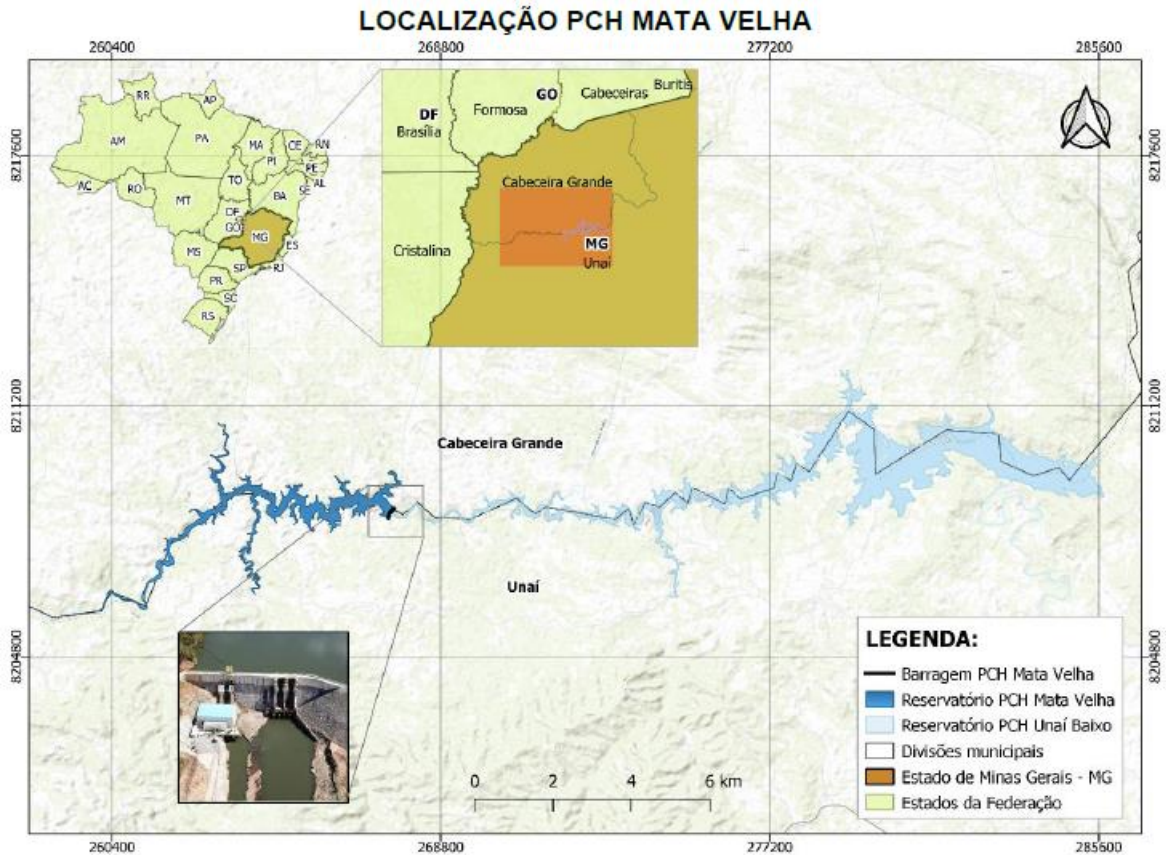 LOCALIZAÇÃO PCH MATA VELHA
260400 268800 277200 285600
8217600
8211200
8204800
RR
AP
AM
PA
MA
CE
RN
PI
PE
AL
AC
RO
TO
SE
BA
MT
DF
GO
MG
ES
MS
SP
RJ
PR
SC
RS
DF
Brasília
GO
Formosa
Cabeceiras
Buritis
Cabeceira Grande
Cristalina
MG
Unaí
8217600
8211200
8204800
Cabeceira Grande
Unaí
LEGENDA:
Barragem PCH Mata Velha
Reservatório PCH Mata Velha
Reservatório PCH Unaí Baixo
Divisões municipais
Estado de Minas Gerais - MG
Estados da Federação
0 2 4 6 km
260400 268800 277200 285600